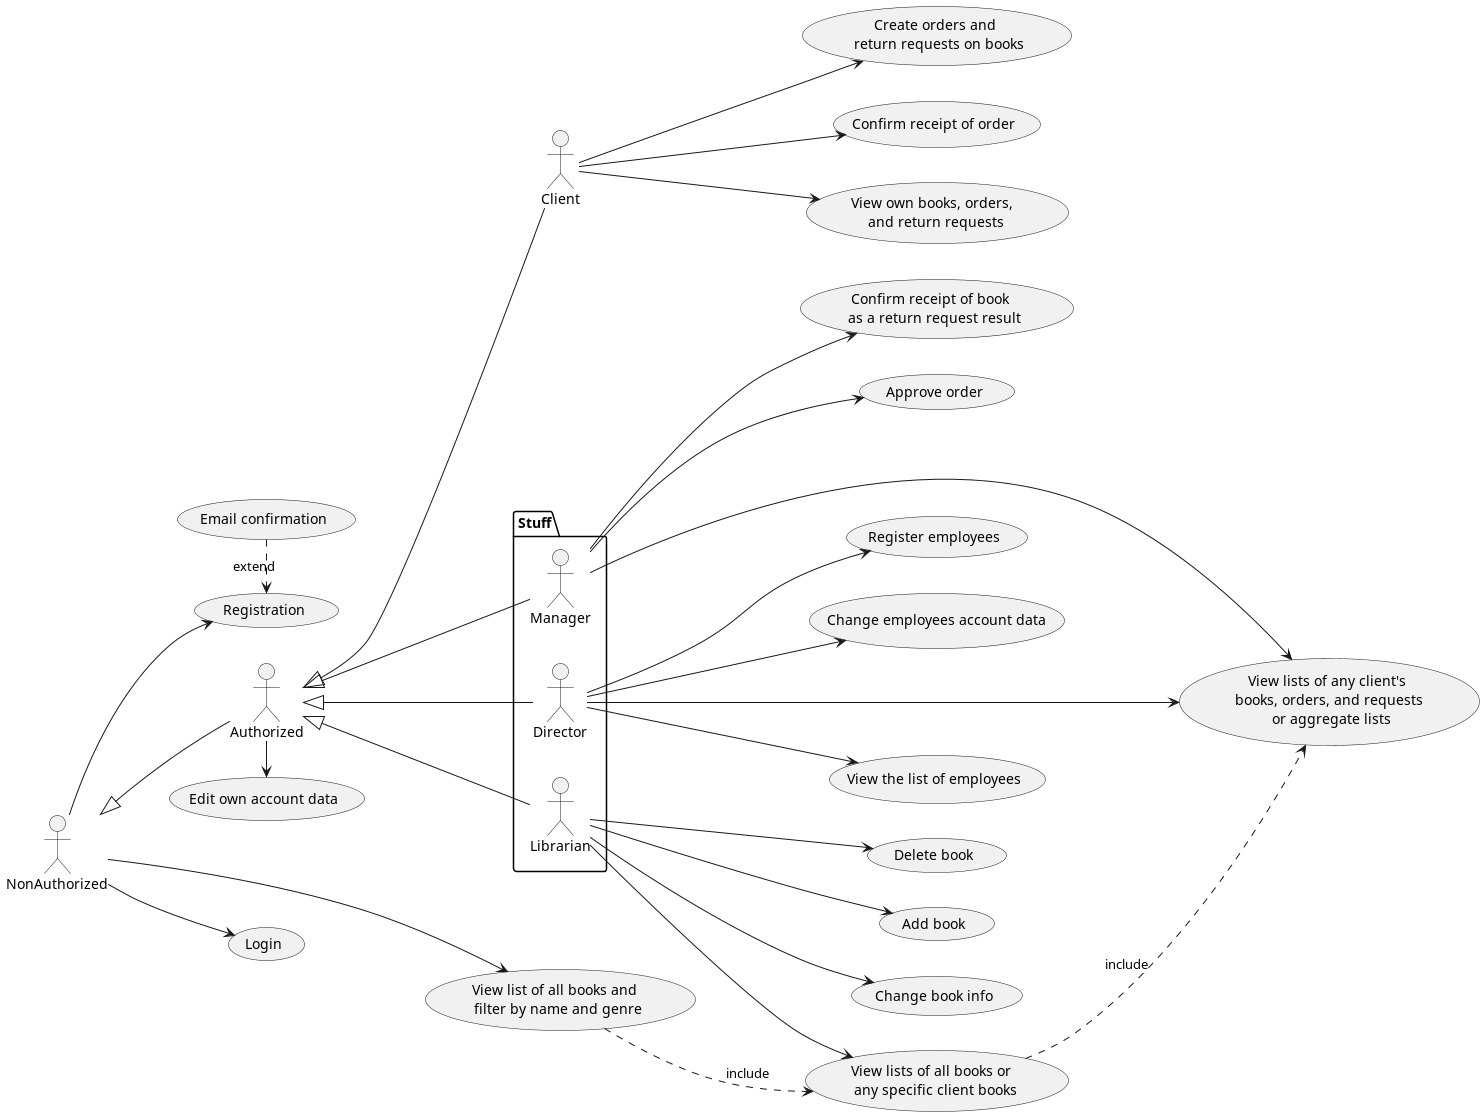 Create orders and
return requests on books
Confirm receipt of order
Client
View own books, orders,
and return requests
Confirm receipt of book
as a return request result
Approve order
Email confirmation
Stuff
Register employees
extend
Registration
Manager
Change employees account data
View lists of any client's
books, orders, and requests
or aggregate lists
Authorized
Director
View the list of employees
Edit own account data
Librarian
Delete book
NonAuthorized
Add book
Login
include
View list of all books and
filter by name and genre
Change book info
include
View lists of all books or
any specific client books